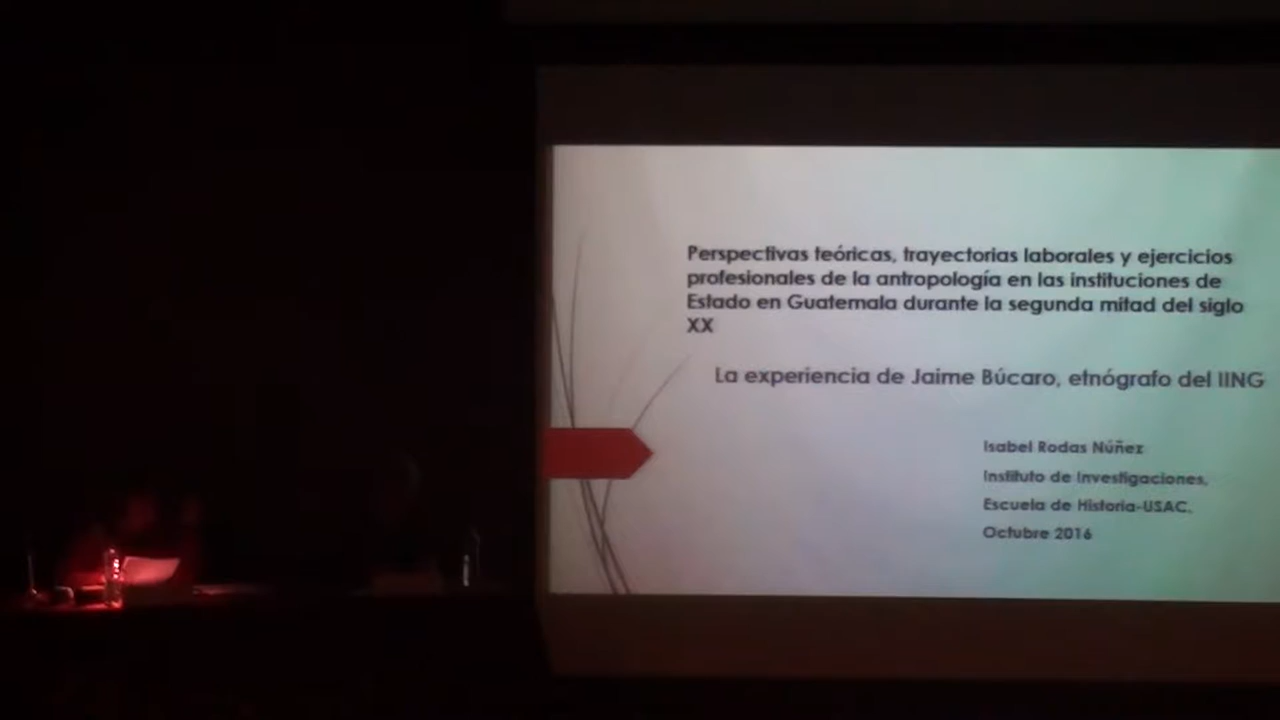 Perspectivas teóricas, trayectorias laborales y ejercicios
profesionales de la antropología en las instituciones de
Estado en Guatemala durante la segunda mitad del siglo
XX
La experiencia de Jaime Búcaro, etnógrafo del IING
Isabel Rodas Núñez
Instituto de Investigaciones,
Escuela de Historia-USAC,
Octubre 2016